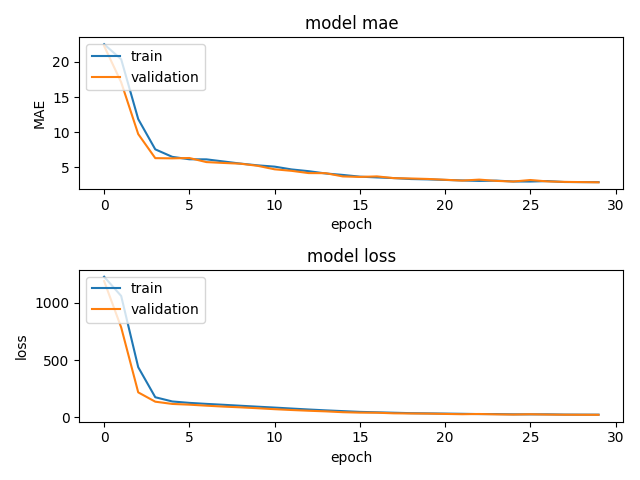 model mae
train
validation
20
15
10
5
MAE
0 5 10 15 20 25 30
epoch
model loss
train
validation
1000
500
0
loss
0 5 10 15 20 25 30
epoch